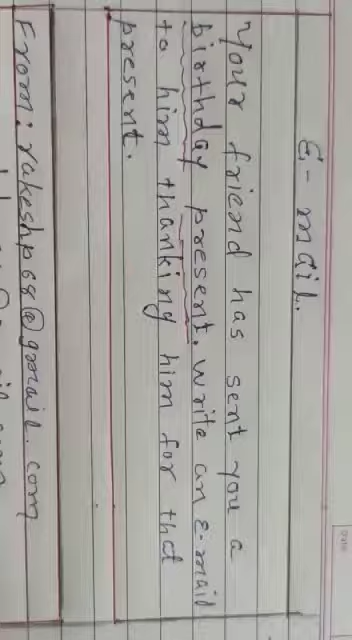 E-mail.
Your friend has sent you a
birthday present. Write an E-mail
to him thanking him for that
present.
From: rakeshp68@gmail.com